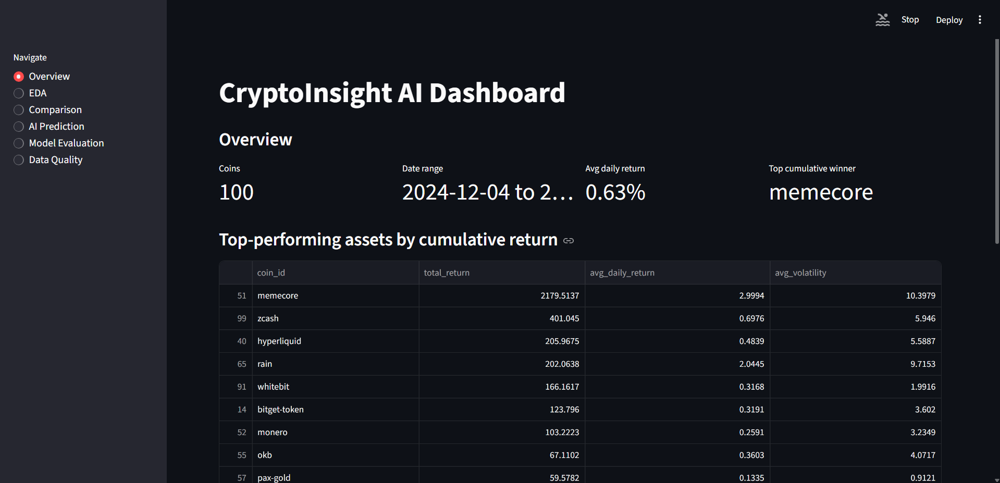 Stop Deploy
Navigate
Overview
EDA
Comparison
AI Prediction
Model Evaluation
Data Quality
CryptoInsight AI Dashboard
Overview
Coins Date range Avg daily return Top cumulative winner
100 2024-12-04 to 2… 0.63% memecore
Top-performing assets by cumulative return
coin_id total_return avg_daily_return avg_volatility
51 memecore 2179.5137 2.9994 10.3979
99 zcash 401.045 0.6976 5.946
40 hyperliquid 205.9675 0.4839 5.5887
65 rain 202.0638 2.0445 9.7153
91 whitebit 166.1617 0.3168 1.9916
14 bitget-token 123.796 0.3191 3.602
52 monero 103.2223 0.2591 3.2349
55 okb 67.1102 0.3603 4.0717
57 pax-gold 59.5782 0.1335 0.9121